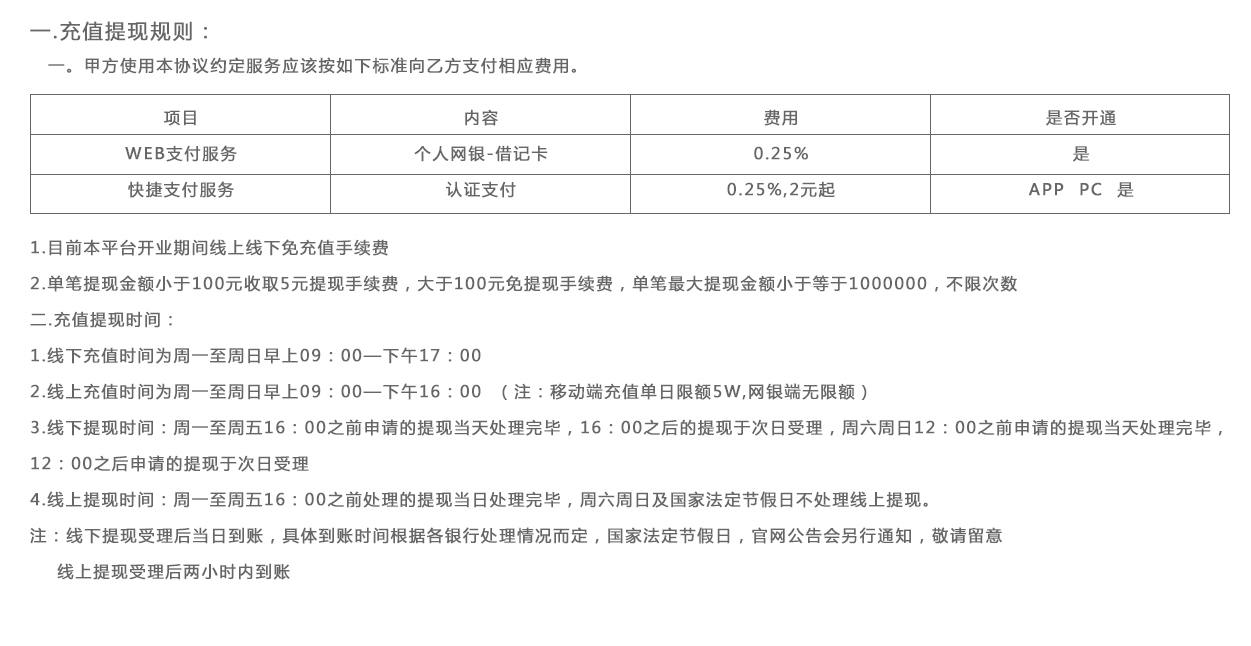 一.充值提现规则：
一。甲方使用本协议约定服务应该按如下标准向乙方支付相应费用。
项目 内容 费用 是否开通
WEB支付服务 个人网银-借记卡 0.25% 是
快捷支付服务 认证支付 0.25%,2元起 APP PC 是
1.目前本平台开业期间线上线下免充值手续费
2.单笔提现金额小于100元收取5元提现手续费，大于100元免提现手续费，单笔最大提现金额小于等于1000000，不限次数
二.充值提现时间：
1.线下充值时间为周一至周日早上09：00—下午17：00
2.线上充值时间为周一至周日早上09：00—下午16：00 （注：移动端充值单日限额5W,网银端无限额）
3.线下提现时间：周一至周五16：00之前申请的提现当天处理完毕，16：00之后的提现于次日受理，周六周日12：00之前申请的提现当天处理完毕，
12：00之后申请的提现于次日受理
4.线上提现时间：周一至周五16：00之前处理的提现当日处理完毕，周六周日及国家法定节假日不处理线上提现。
注：线下提现受理后当日到账，具体到账时间根据各银行处理情况而定，国家法定节假日，官网公告会另行通知，敬请留意
线上提现受理后两小时内到账